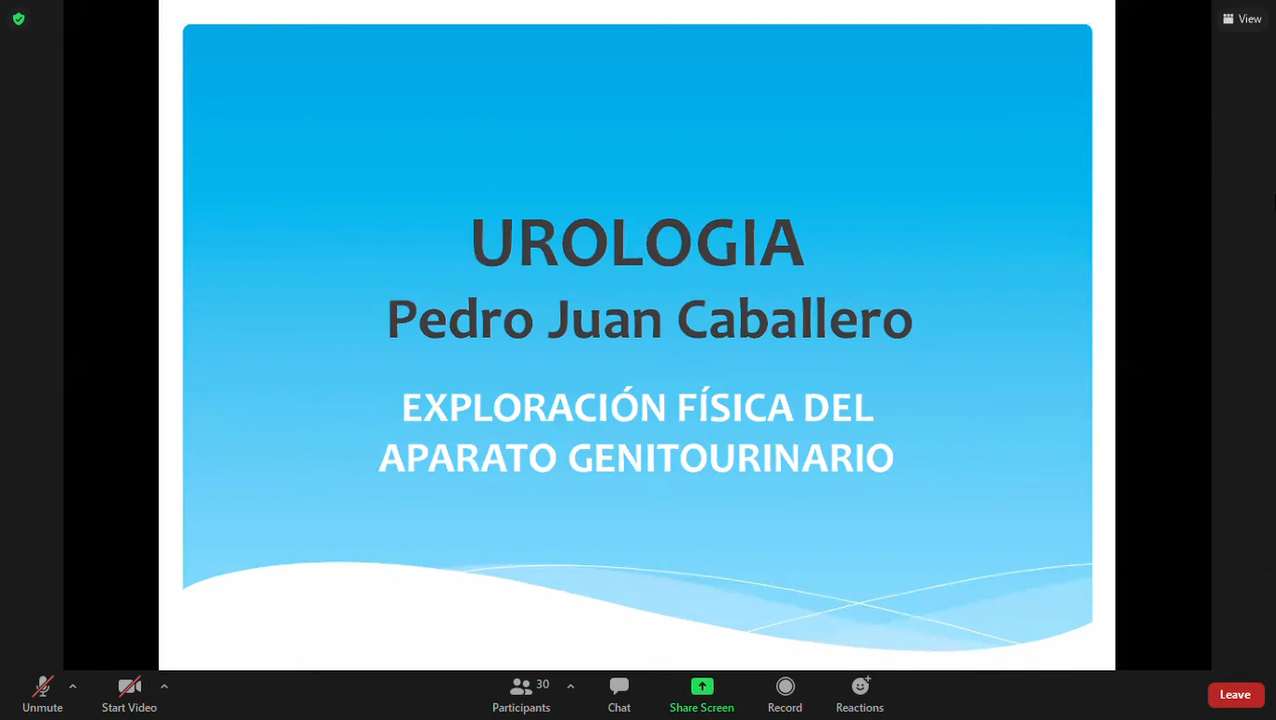 View
UROLOGIA
Pedro Juan Caballero
EXPLORACIÓN FÍSICA DEL
APARATO GENITOURINARIO
Unmute
Start Video
30
Participants
Chat
Share Screen
Record
Reactions
Leave